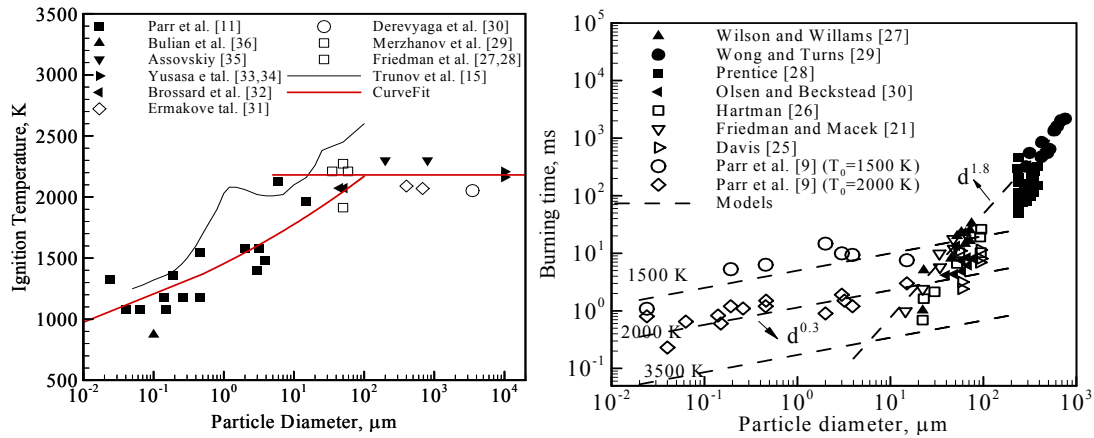 Parr et al. [11]
Bulian et al. [36]
Assovskiy [35]
Yusasa e tal. [33,34]
Brossard et al. [32]
Ermakove tal. [31]
Derevyaga et al. [30]
Merzhanov et al. [29]
Friedman et al. [27,28]
Trunov et al. [15]
CurveFit
Ignition Temperature, K
3500
3000
2500
2000
1500
1000
500
10^-2 10^-1 10^0 10^1 10^2 10^3 10^4
Particle Diameter, μm
Wilson and Willams [27]
Wong and Turns [29]
Prentice [28]
Olsen and Beckstead [30]
Hartman [26]
Friedman and Macek [21]
Davis [25]
Parr et al. [9] (T_0=1500 K)
Parr et al. [9] (T_0=2000 K)
Models
d^1.8
1500 K
2000 K
d^0.3
3500 K
Burning time, ms
10^5
10^4
10^3
10^2
10^1
10^0
10^-1
10^-2 10^-1 10^0 10^1 10^2 10^3
Particle diameter, μm